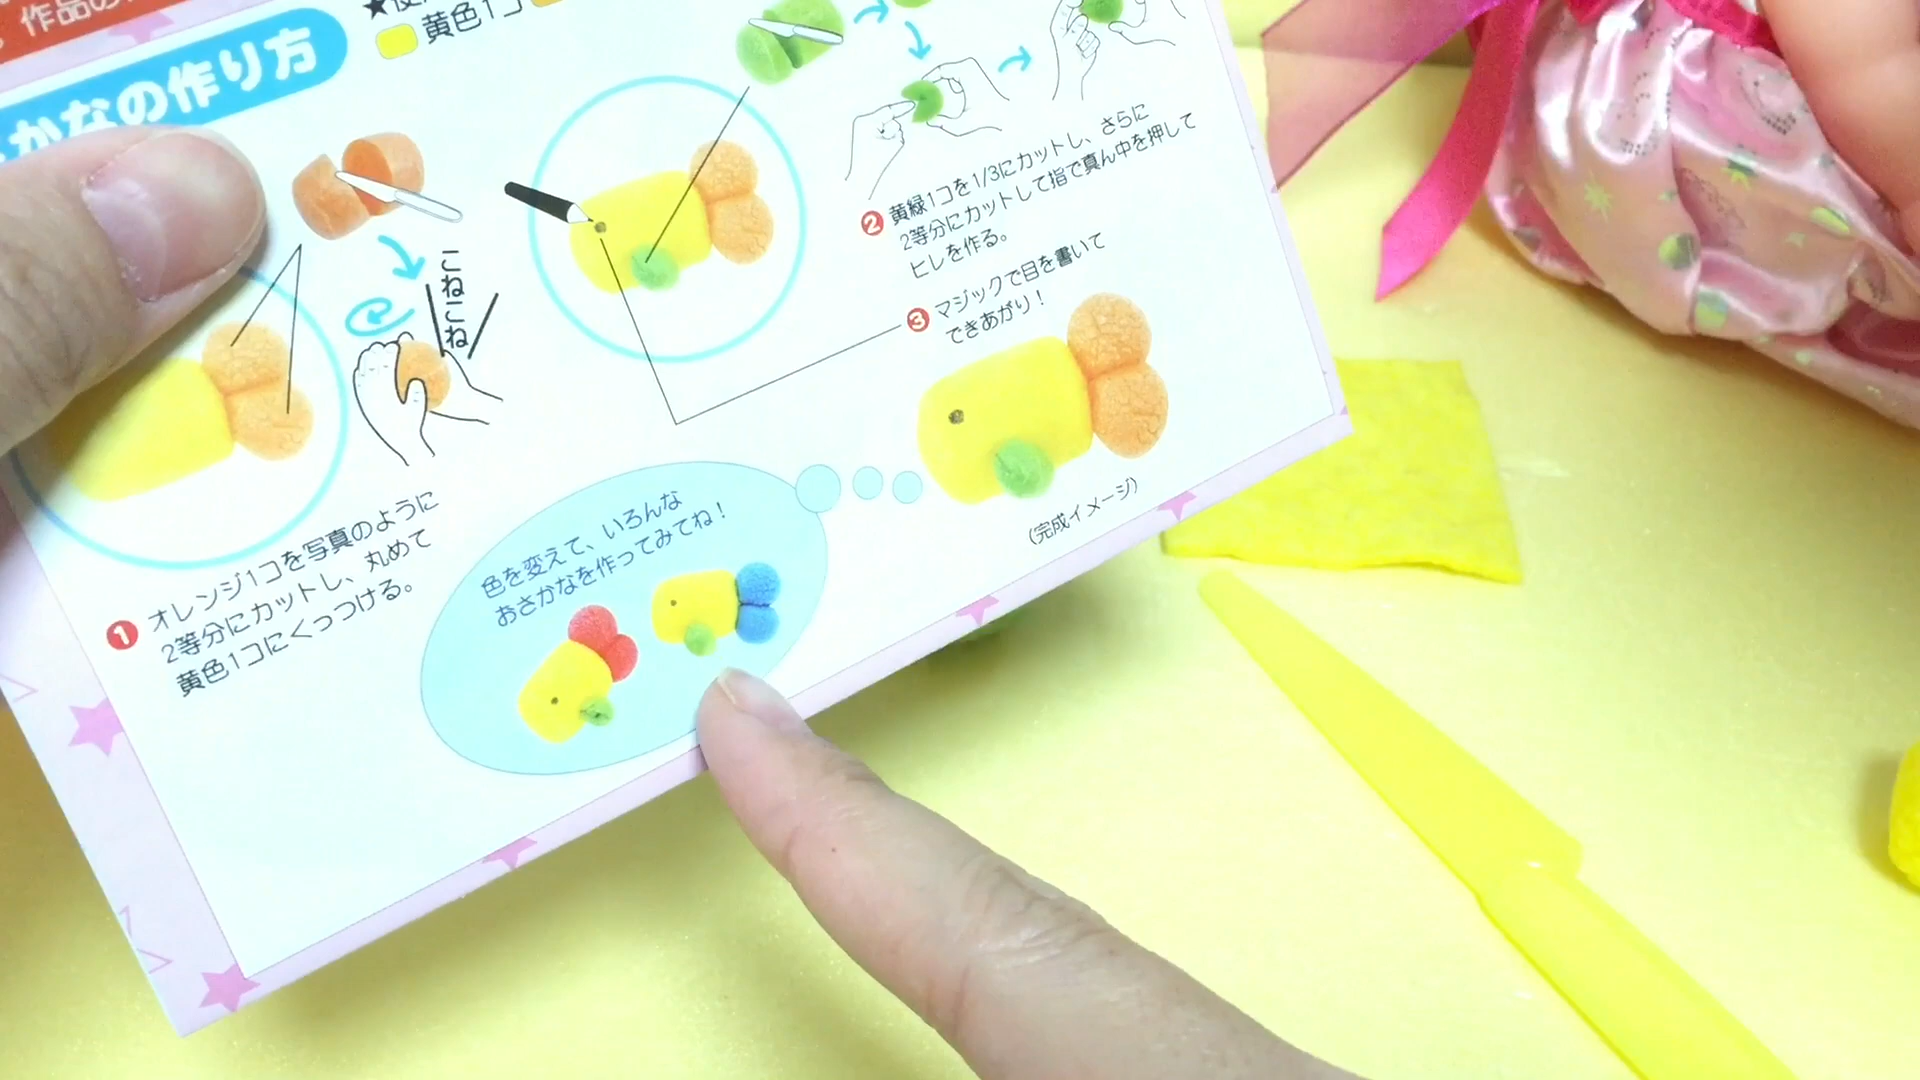 作品の
かなの作り方
黄色1コ
こねこね
❶ オレンジ1コを写真のように
2等分にカットし、丸めて
黄色1コにくっつける。
❷ 黄緑1コを1/3にカットし、さらに
2等分にカットして指で真ん中を押して
ヒレを作る。
❸ マジックで目を書いて
できあがり！
(完成イメージ)
色を変えて、いろんな
おさかなを作ってみてね！